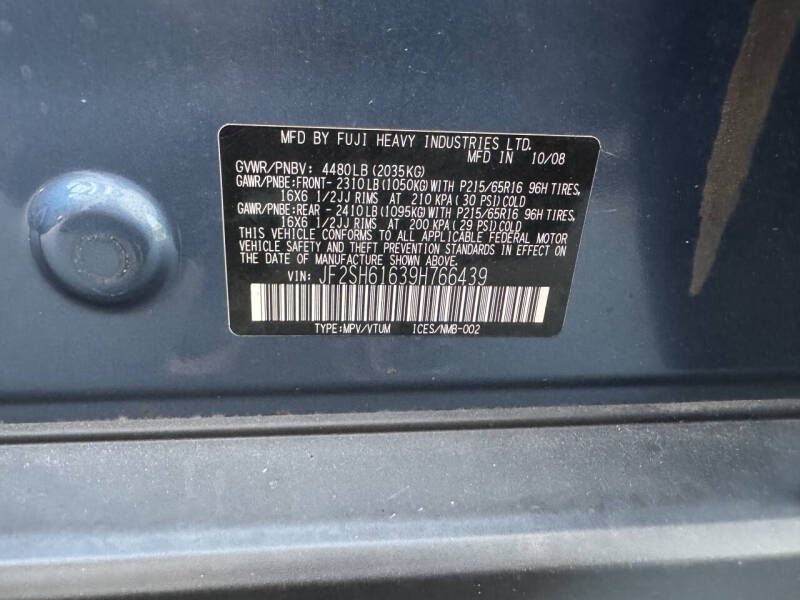 MFD BY FUJI HEAVY INDUSTRIES LTD.
MFD IN 10/08
GVWR/PNBV: 4480LB (2035KG)
GAWR/PNBE:FRONT- 2310LB(1050KG) WITH P215/65R16 96H TIRES,
16X6 1/2JJ RIMS AT 210 KPA( 30 PSI)COLD
GAWR/PNBE:REAR - 2410LB(1095KG) WITH P215/65R16 96H TIRES,
16X6 1/2JJ RIMS AT 200 KPA( 29 PSI)COLD
THIS VEHICLE CONFORMS TO ALL APPLICABLE FEDERAL MOTOR
VEHICLE SAFETY AND THEFT PREVENTION STANDARDS IN EFFECT ON
THE DATE OF MANUFACTURE SHOWN ABOVE.
VIN: JF2SH61639H766439
TYPE:MPV/VTUM ICES/NMB-002